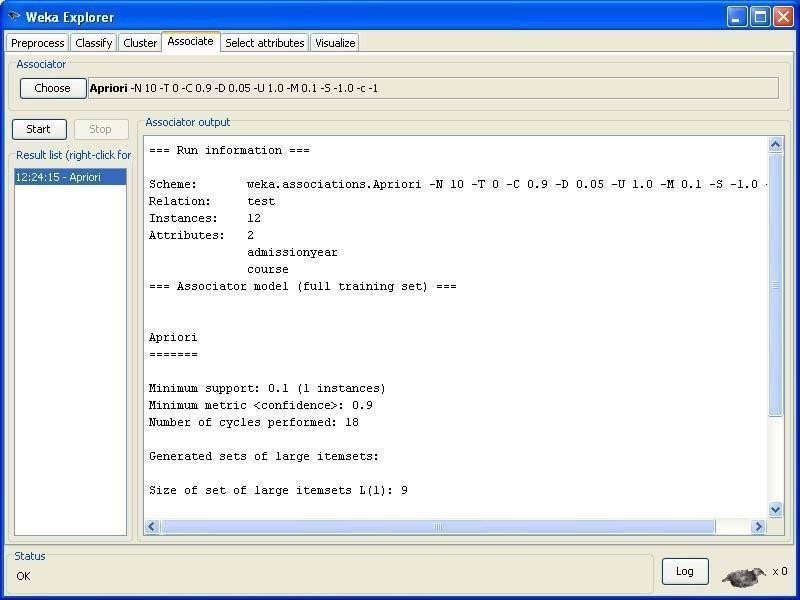 Weka Explorer
Preprocess Classify Cluster Associate Select attributes Visualize
Associator
Choose Apriori -N 10 -T 0 -C 0.9 -D 0.05 -U 1.0 -M 0.1 -S -1.0 -c -1
Start Stop
Result list (right-click for
12:24:15 - Apriori
Associator output
=== Run information ===
Scheme: weka.associations.Apriori -N 10 -T 0 -C 0.9 -D 0.05 -U 1.0 -M 0.1 -S -1.0 -
Relation: test
Instances: 12
Attributes: 2
admissionyear
course
=== Associator model (full training set) ===
Apriori
=======
Minimum support: 0.1 (1 instances)
Minimum metric <confidence>: 0.9
Number of cycles performed: 18
Generated sets of large itemsets:
Size of set of large itemsets L(1): 9
Status
OK
Log x 0